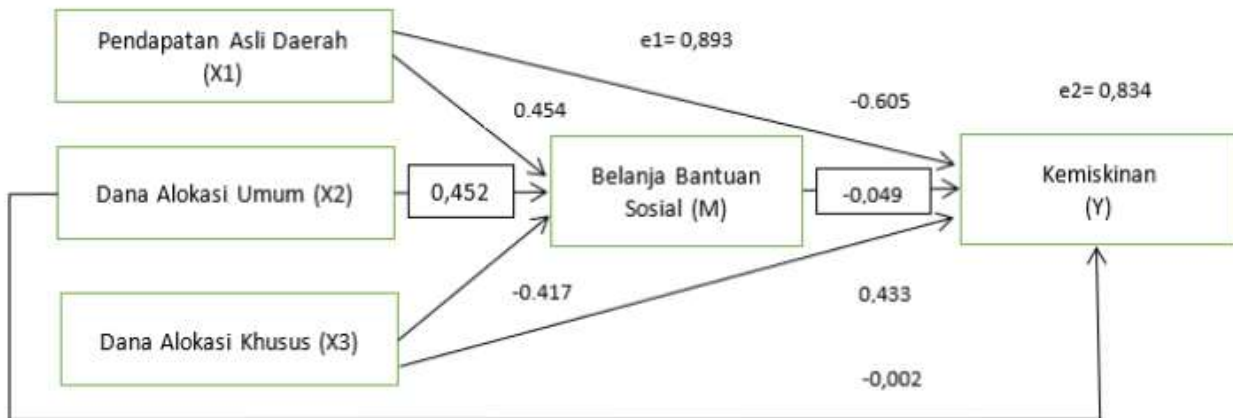 Pendapatan Asli Daerah
(X1)
e1= 0,893
e2= 0,834
0.454
-0.605
Dana Alokasi Umum (X2)
0,452
Belanja Bantuan
Sosial (M)
-0.049
Kemiskinan
(Y)
Dana Alokasi Khusus (X3)
-0.417
0,433
-0,002